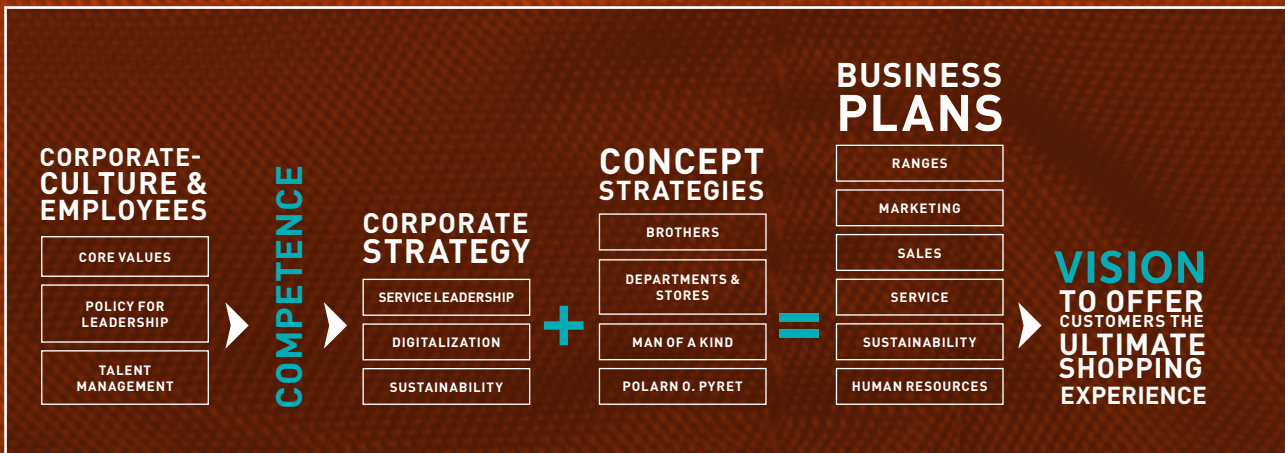 CORPORATE-
CULTURE &
EMPLOYEES
CORE VALUES
POLICY FOR
LEADERSHIP
TALENT
MANAGEMENT
COMPETENCE
CORPORATE
STRATEGY
SERVICE LEADERSHIP
DIGITALIZATION
SUSTAINABILITY
+
CONCEPT
STRATEGIES
BROTHERS
DEPARTMENTS &
STORES
MAN OF A KIND
POLARN O. PYRET
=
BUSINESS
PLANS
RANGES
MARKETING
SALES
SERVICE
SUSTAINABILITY
HUMAN RESOURCES
VISION
TO OFFER
CUSTOMERS THE
ULTIMATE
SHOPPING
EXPERIENCE